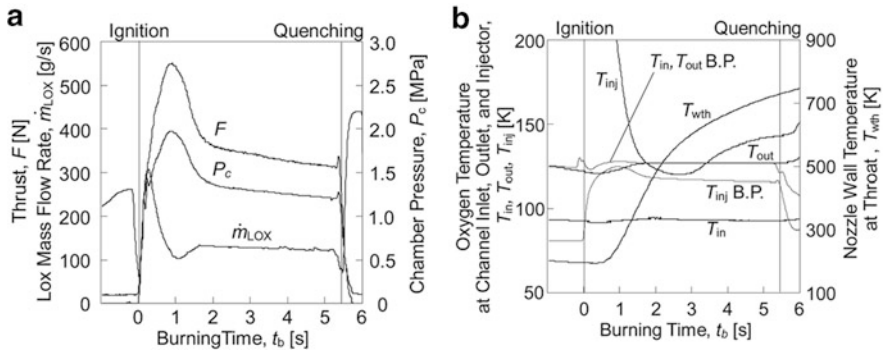 a
Ignition
Quenching
600
500
400
300
200
100
0
Thrust, F [N]
Lox Mass Flow Rate, ṁLOX [g/s]
3.0
2.5
2.0
1.5
1.0
0.5
0
Chamber Pressure, Pc [MPa]
F
Pc
ṁLOX
-1 0 1 2 3 4 5 6
BurningTime, tb [s]
b
Ignition
Quenching
200
150
100
50
Oxygen Temperature
at Channel Inlet, Outlet, and Injector,
Tin, Tout, Tinj [K]
900
700
500
300
100
Nozzle Wall Temperature
at Throat , Twth [K]
Tinj
Tin, Tout B.P.
Twth
Tout
Tinj B.P.
Tin
-1 0 1 2 3 4 5 6
Burning Time, tb [s]